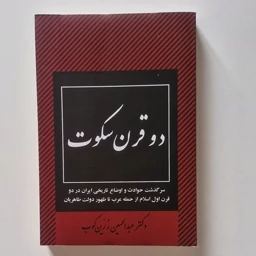 دو قرن سکوت
سرگذشت حوادث و اوضاع تاریخی ایران در دو
قرن اول اسلام از حمله عرب تا ظهور دولت طاهریان
دکتر عبدالحسین زرین‌کوب